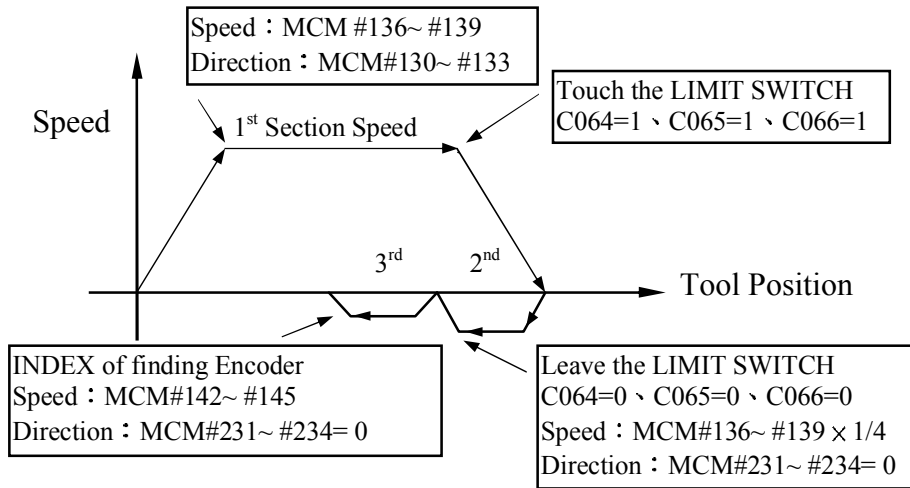 Speed：MCM #136~ #139
Direction：MCM#130~ #133
Touch the LIMIT SWITCH
C064=1、C065=1、C066=1
Speed
1st Section Speed
3rd
2nd
Tool Position
INDEX of finding Encoder
Speed：MCM#142~ #145
Direction：MCM#231~ #234= 0
Leave the LIMIT SWITCH
C064=0、C065=0、C066=0
Speed：MCM#136~ #139 × 1/4
Direction：MCM#231~ #234= 0